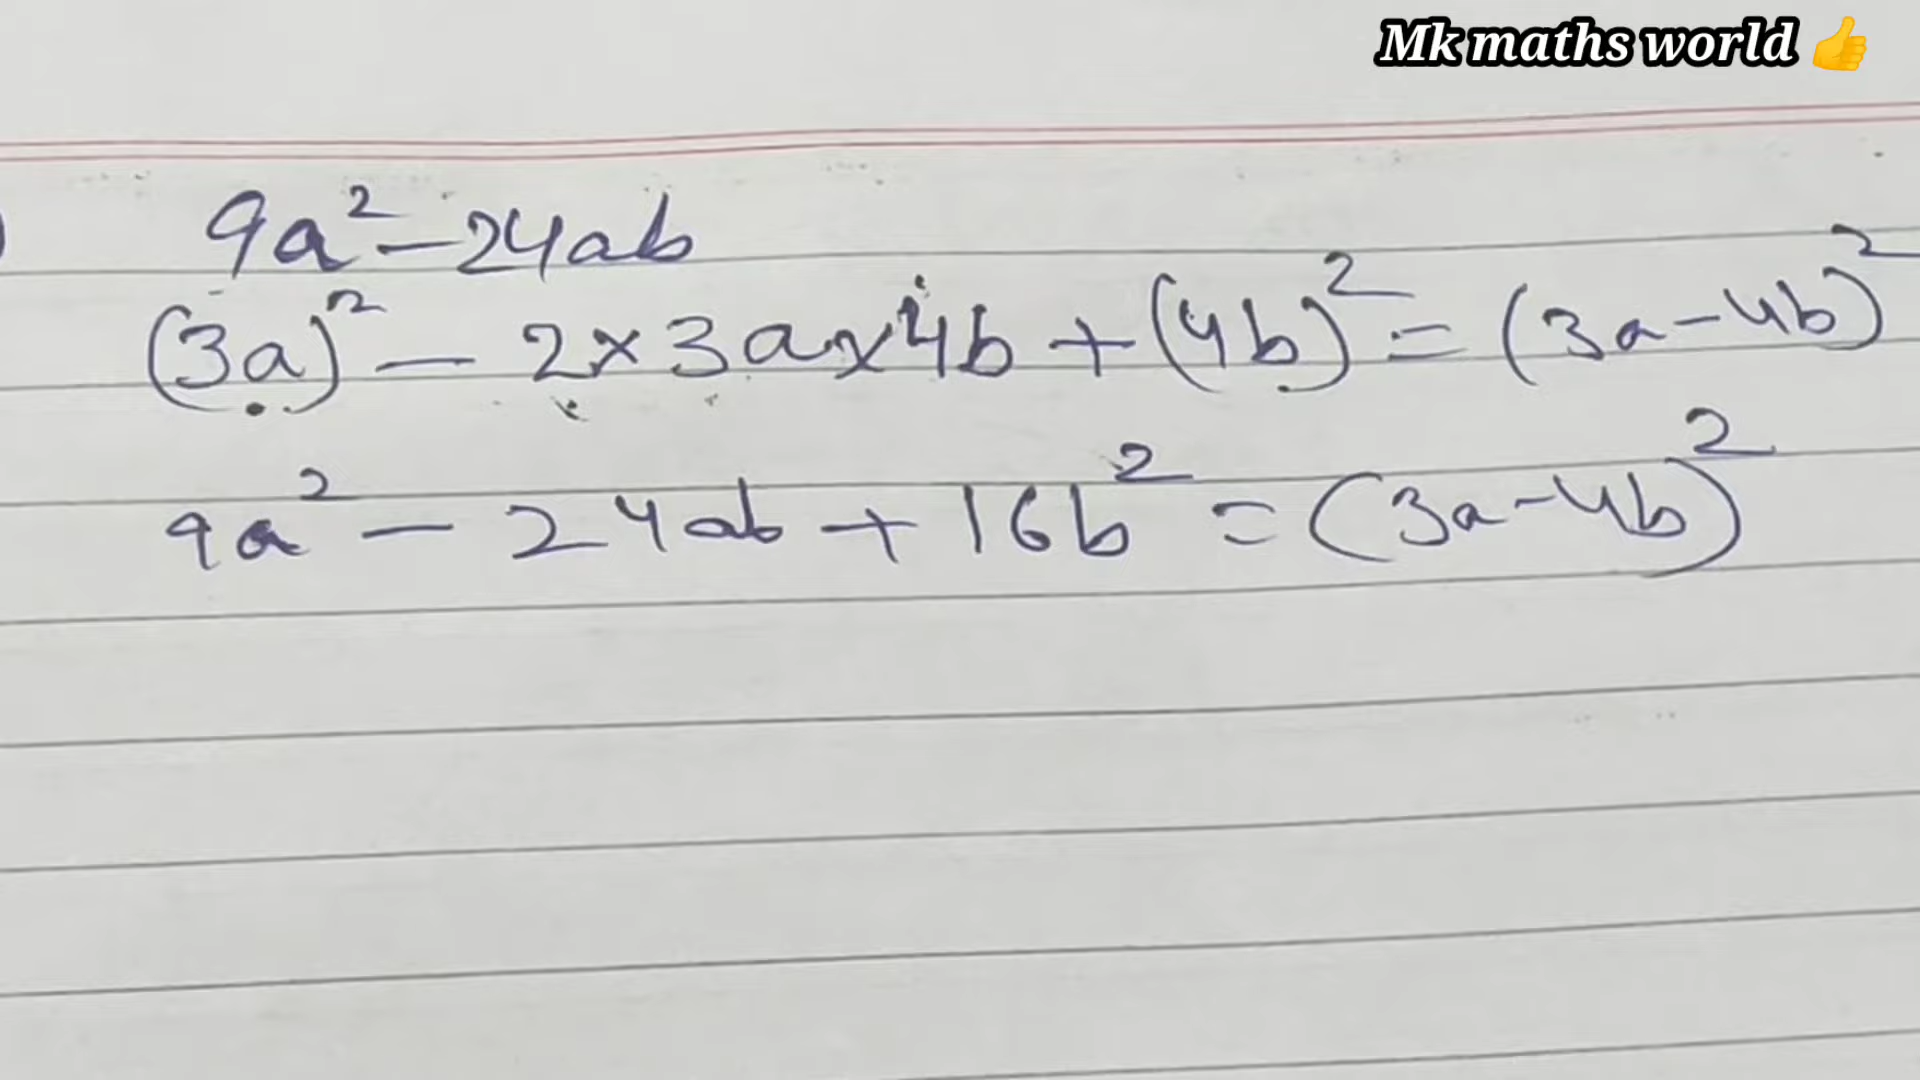 Mk maths world 👍
9a² - 24ab
(3a)² - 2 × 3a × 4b + (4b)² = (3a - 4b)²
9a² - 24ab + 16b² = (3a - 4b)²